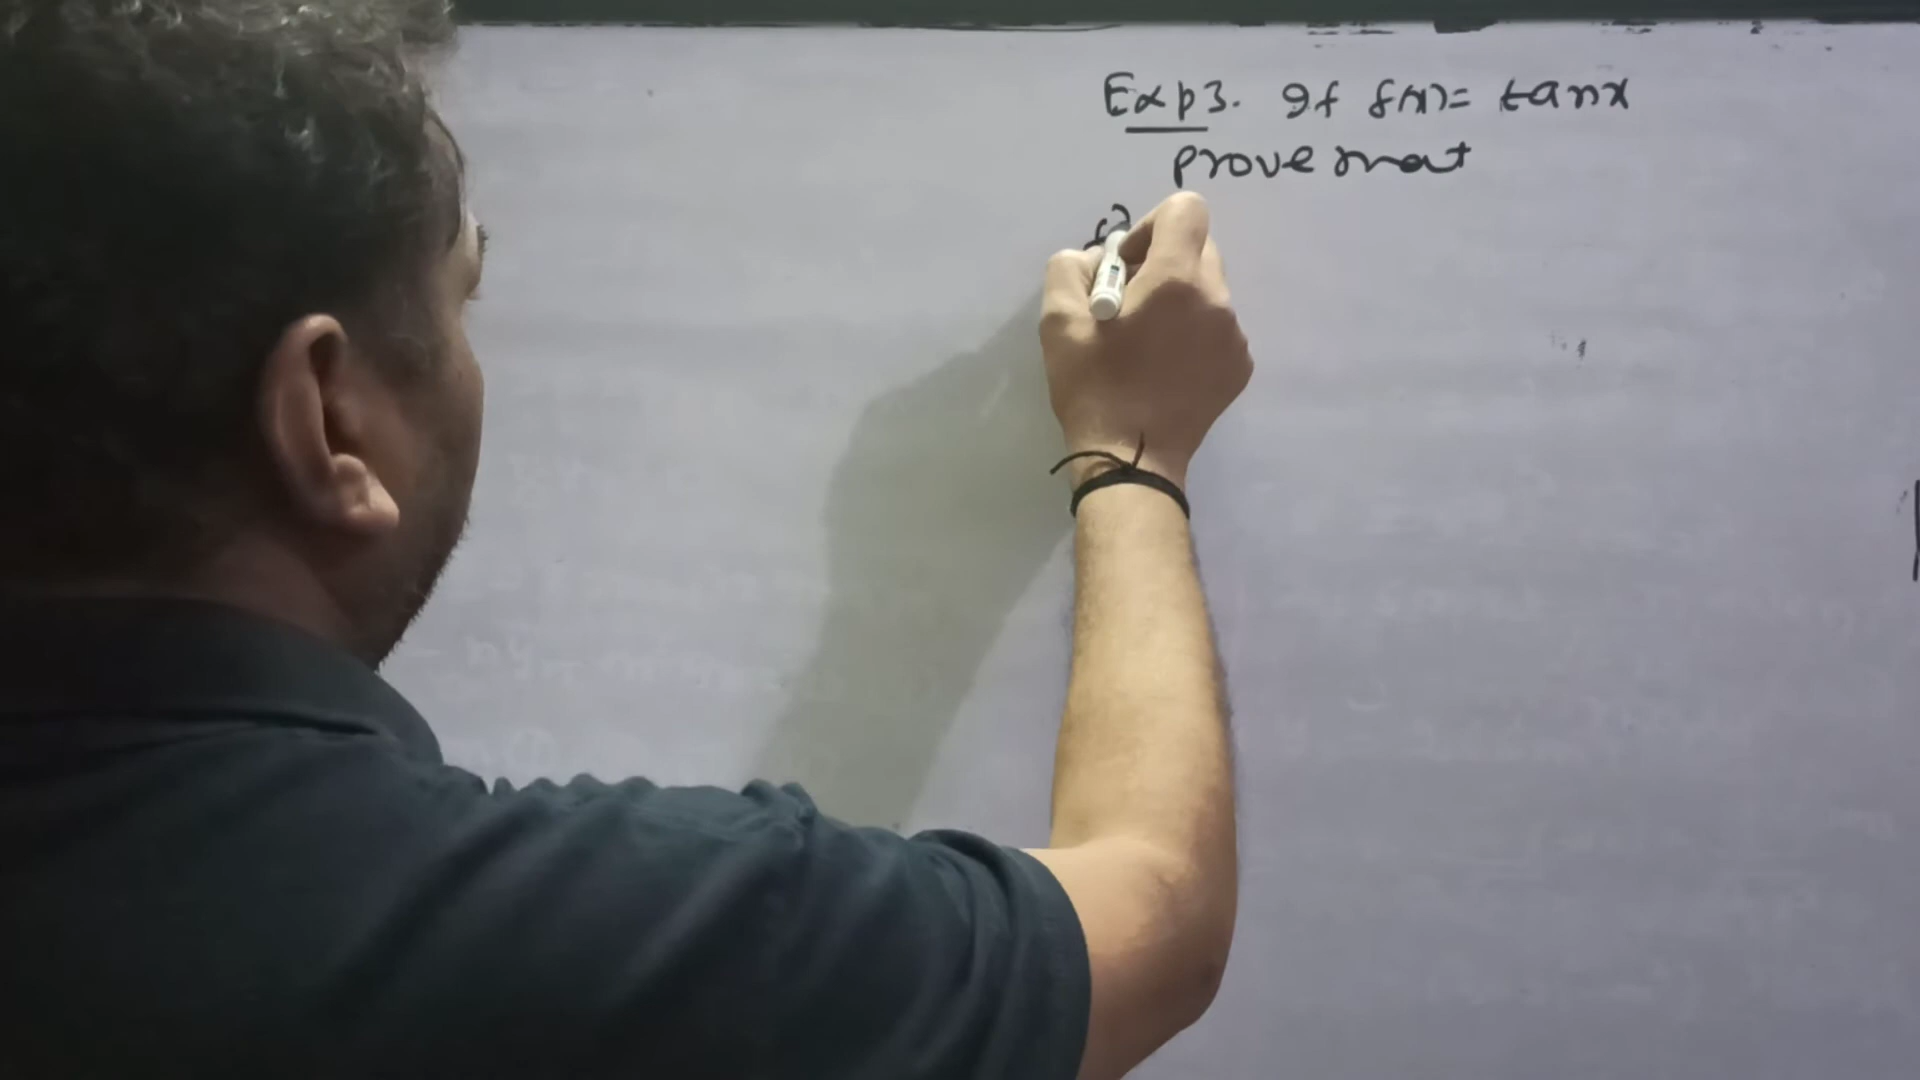 Exp3. If f(x)= tanx
prove that